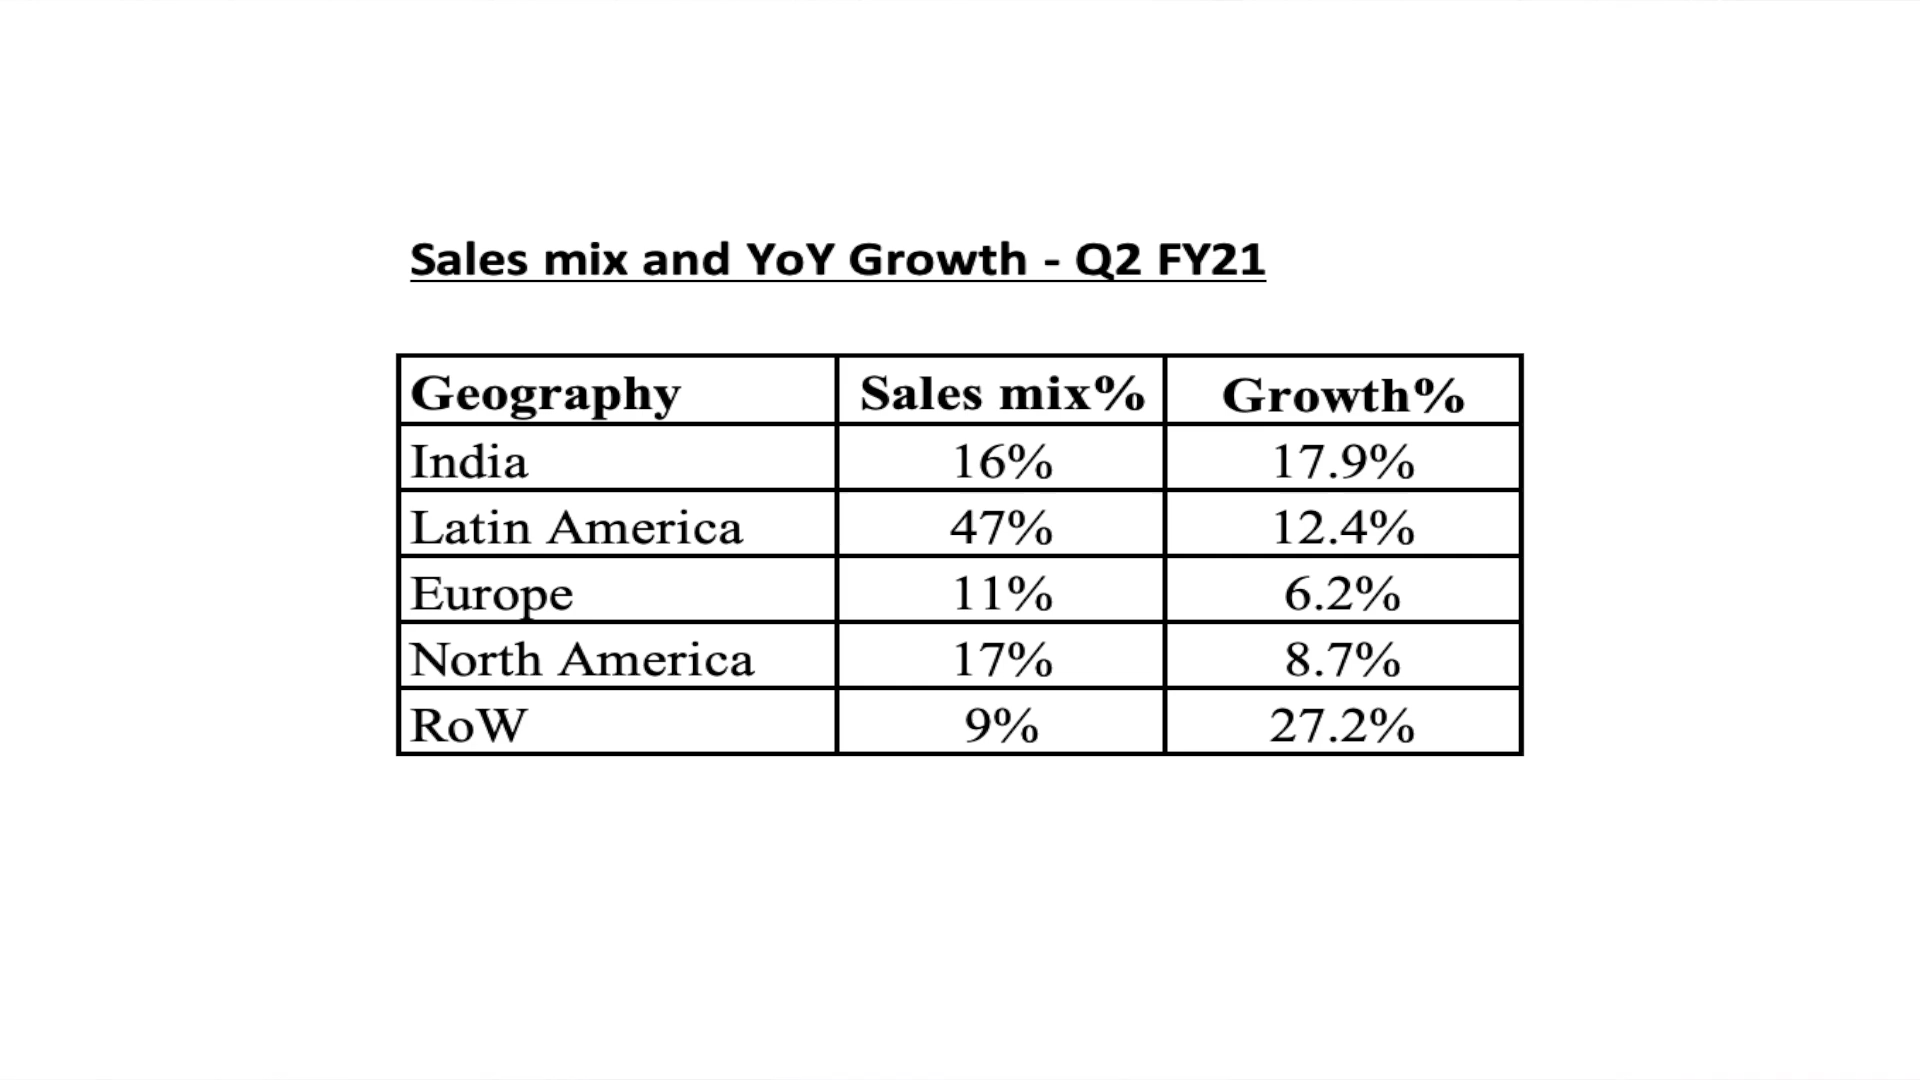 Sales mix and YoY Growth - Q2 FY21
Geography Sales mix% Growth%
India 16% 17.9%
Latin America 47% 12.4%
Europe 11% 6.2%
North America 17% 8.7%
RoW 9% 27.2%